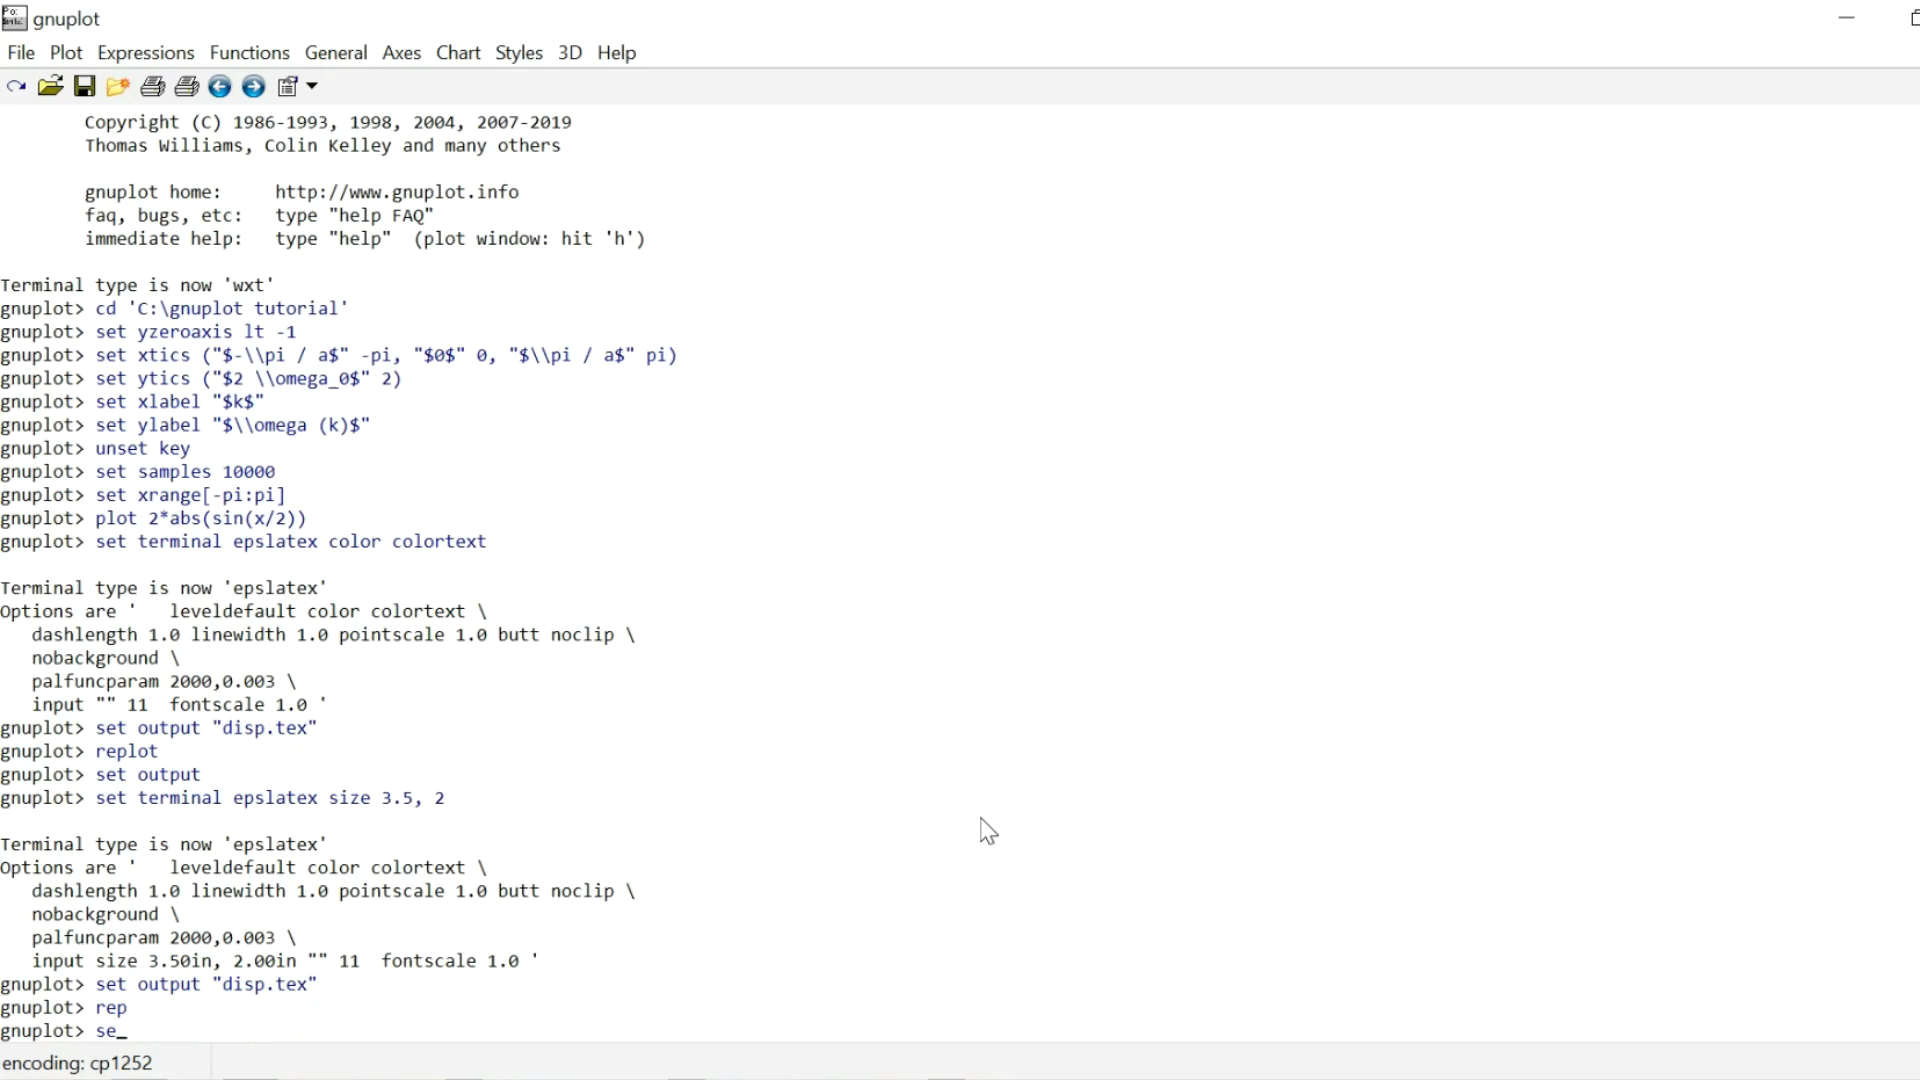 gnuplot
File Plot Expressions Functions General Axes Chart Styles 3D Help
Copyright (C) 1986-1993, 1998, 2004, 2007-2019
Thomas Williams, Colin Kelley and many others
gnuplot home:     http://www.gnuplot.info
faq, bugs, etc:   type "help FAQ"
immediate help:   type "help"  (plot window: hit 'h')
Terminal type is now 'wxt'
gnuplot> cd 'C:\gnuplot tutorial'
gnuplot> set yzeroaxis lt -1
gnuplot> set xtics ("$-\\pi / a$" -pi, "$0$" 0, "$\\pi / a$" pi)
gnuplot> set ytics ("$2 \\omega_0$" 2)
gnuplot> set xlabel "$k$"
gnuplot> set ylabel "$\\omega (k)$"
gnuplot> unset key
gnuplot> set samples 10000
gnuplot> set xrange[-pi:pi]
gnuplot> plot 2*abs(sin(x/2))
gnuplot> set terminal epslatex color colortext
Terminal type is now 'epslatex'
Options are '   leveldefault color colortext \
   dashlength 1.0 linewidth 1.0 pointscale 1.0 butt noclip \
   nobackground \
   palfuncparam 2000,0.003 \
   input "" 11  fontscale 1.0 '
gnuplot> set output "disp.tex"
gnuplot> replot
gnuplot> set output
gnuplot> set terminal epslatex size 3.5, 2
Terminal type is now 'epslatex'
Options are '   leveldefault color colortext \
   dashlength 1.0 linewidth 1.0 pointscale 1.0 butt noclip \
   nobackground \
   palfuncparam 2000,0.003 \
   input size 3.50in, 2.00in "" 11  fontscale 1.0 '
gnuplot> set output "disp.tex"
gnuplot> rep
gnuplot> se_
encoding: cp1252